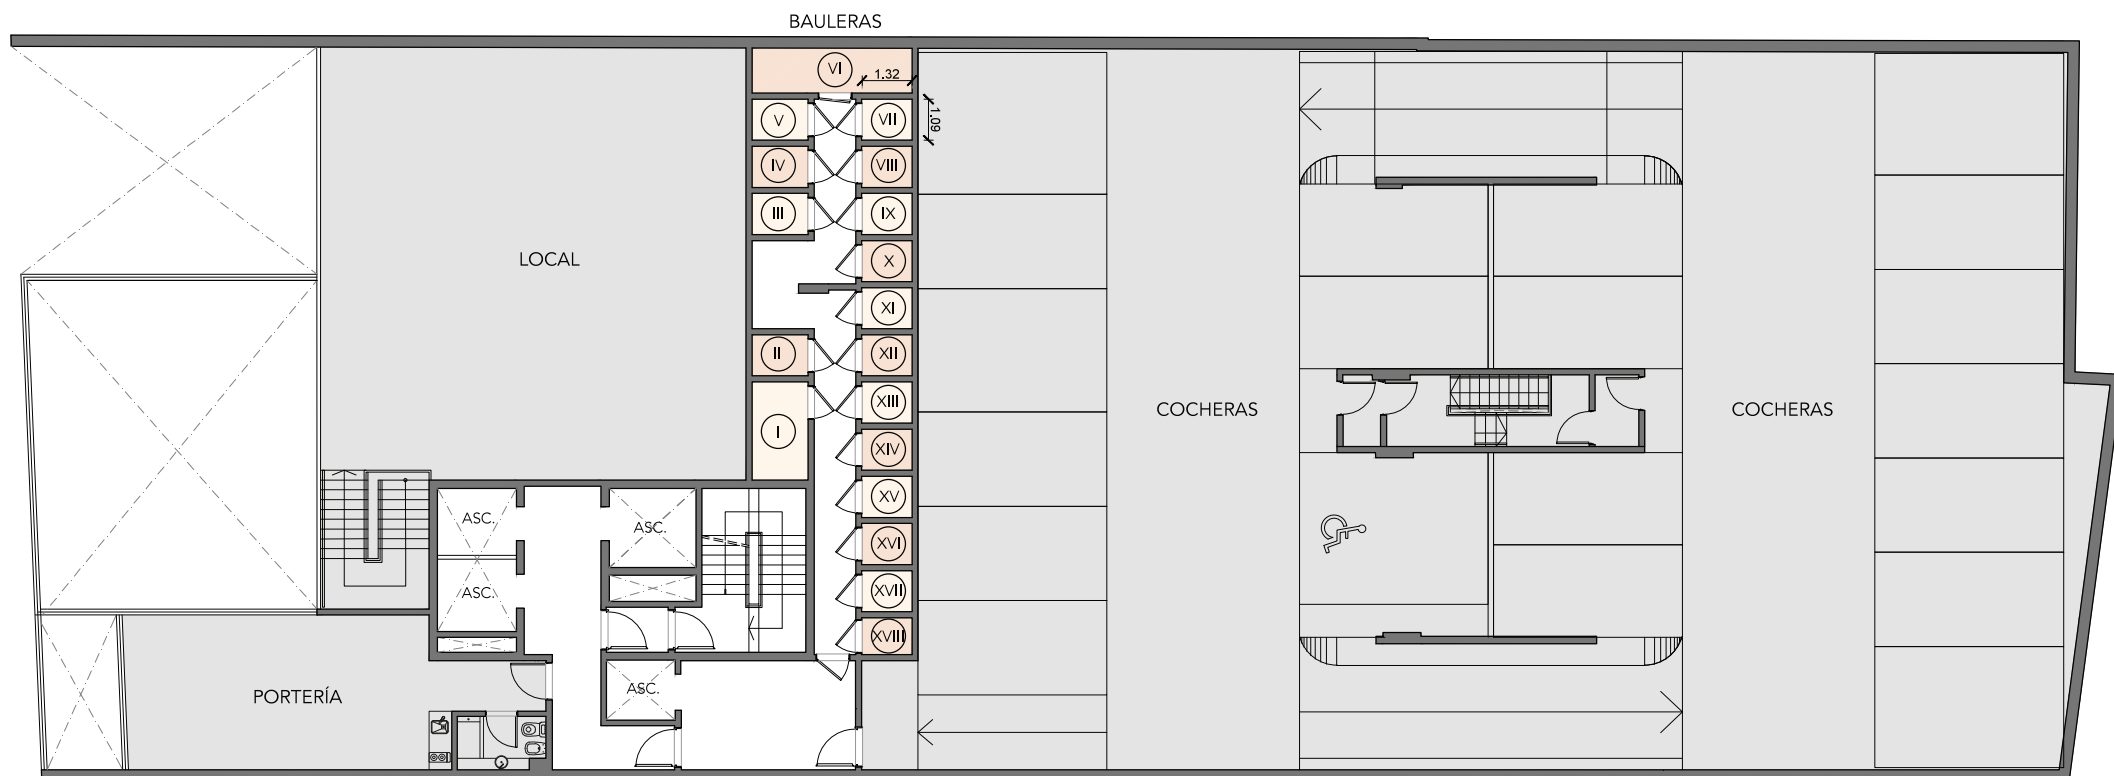 BAULERAS
VI
1.32
V
VII
1.09
IV
VIII
III
IX
LOCAL
X
XI
II
XII
XIII
COCHERAS
COCHERAS
I
XIV
XV
ASC.
ASC.
XVI
ASC.
XVII
XVIII
PORTERÍA
ASC.